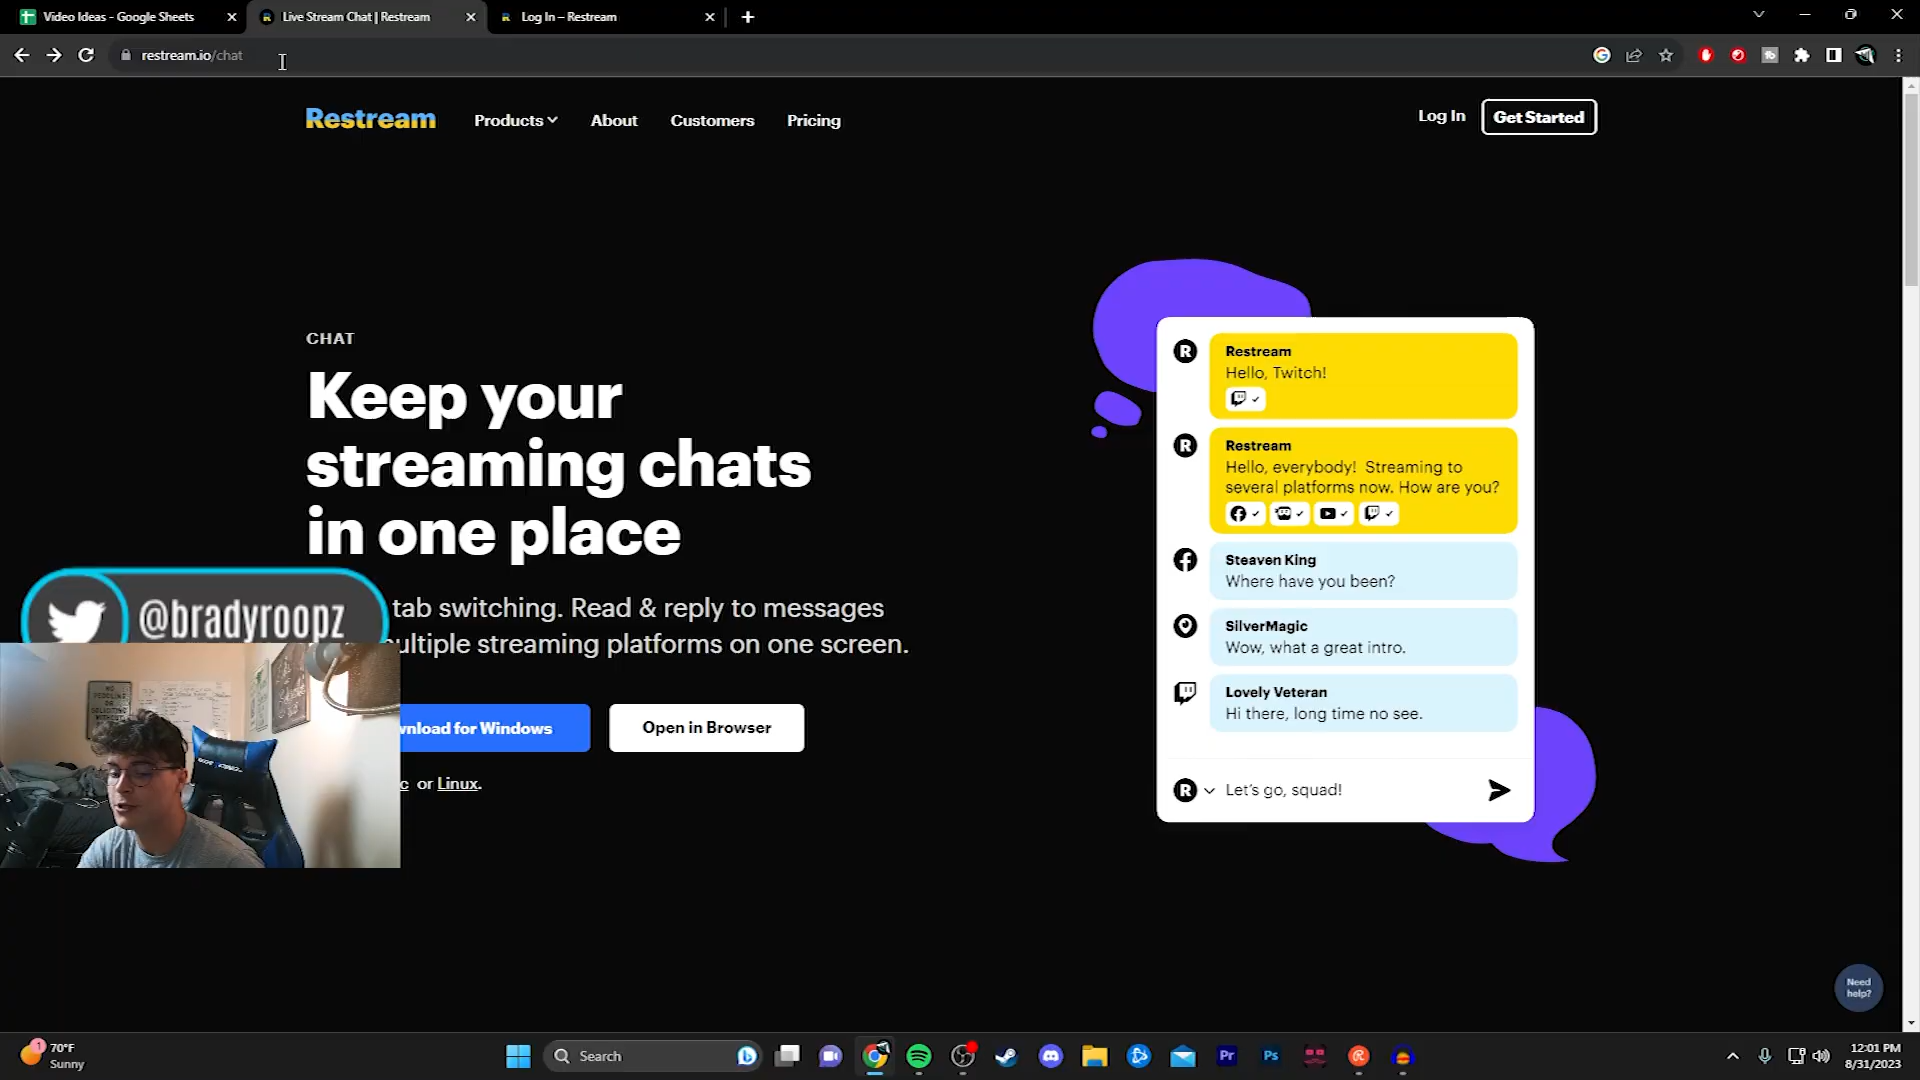 Video Ideas - Google Sheets
Live Stream Chat | Restream
Log In – Restream
restream.io/chat
Restream
Products
About
Customers
Pricing
Log In
Get Started
CHAT
Keep your
streaming chats
in one place
tab switching. Read & reply to messages
ultiple streaming platforms on one screen.
wnload for Windows
Open in Browser
c or Linux.
@bradyroopz
Restream
Hello, Twitch!
Restream
Hello, everybody! Streaming to
several platforms now. How are you?
Steaven King
Where have you been?
SilverMagic
Wow, what a great intro.
Lovely Veteran
Hi there, long time no see.
Let's go, squad!
Need
help?
1
70°F
Sunny
Search
Pr
Ps
12:01 PM
8/31/2023